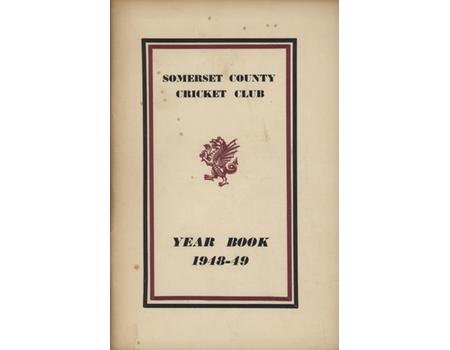 SOMERSET COUNTY
CRICKET CLUB
YEAR BOOK
1948-49